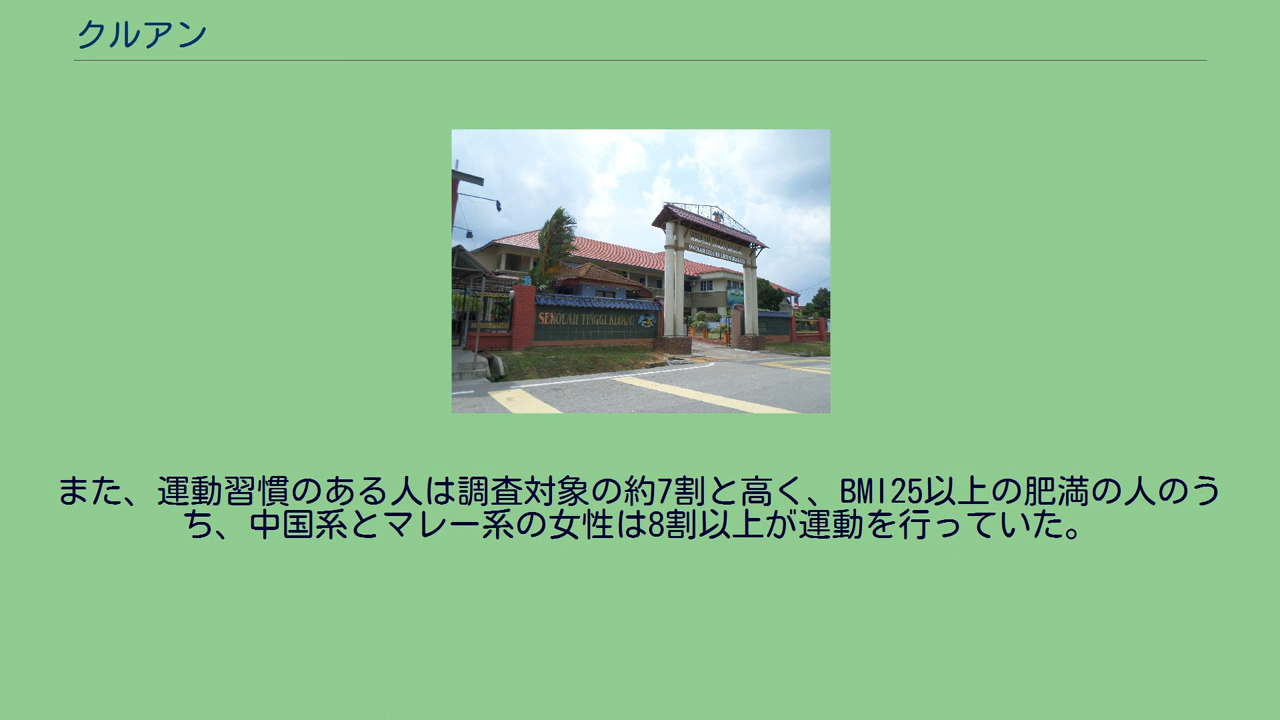 クルアン
SEKOLAH TINGGI KLUANG
また、運動習慣のある人は調査対象の約7割と高く、BMI25以上の肥満の人のう
ち、中国系とマレー系の女性は8割以上が運動を行っていた。